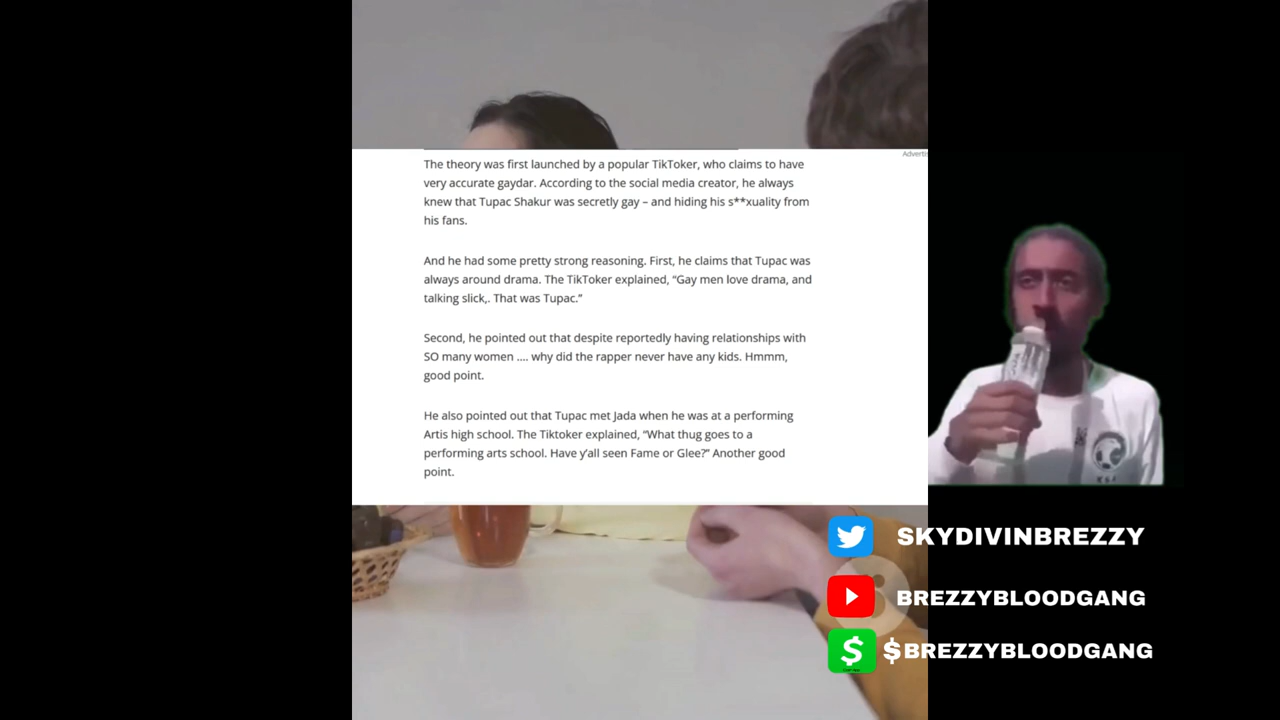 Adverti
The theory was first launched by a popular TikToker, who claims to have
very accurate gaydar. According to the social media creator, he always
knew that Tupac Shakur was secretly gay – and hiding his s**xuality from
his fans.
And he had some pretty strong reasoning. First, he claims that Tupac was
always around drama. The TikToker explained, “Gay men love drama, and
talking slick,. That was Tupac.”
Second, he pointed out that despite reportedly having relationships with
SO many women .... why did the rapper never have any kids. Hmmm,
good point.
He also pointed out that Tupac met Jada when he was at a performing
Artis high school. The Tiktoker explained, “What thug goes to a
performing arts school. Have y’all seen Fame or Glee?” Another good
point.
SKYDIVINBREZZY
BREZZYBLOODGANG
$BREZZYBLOODGANG